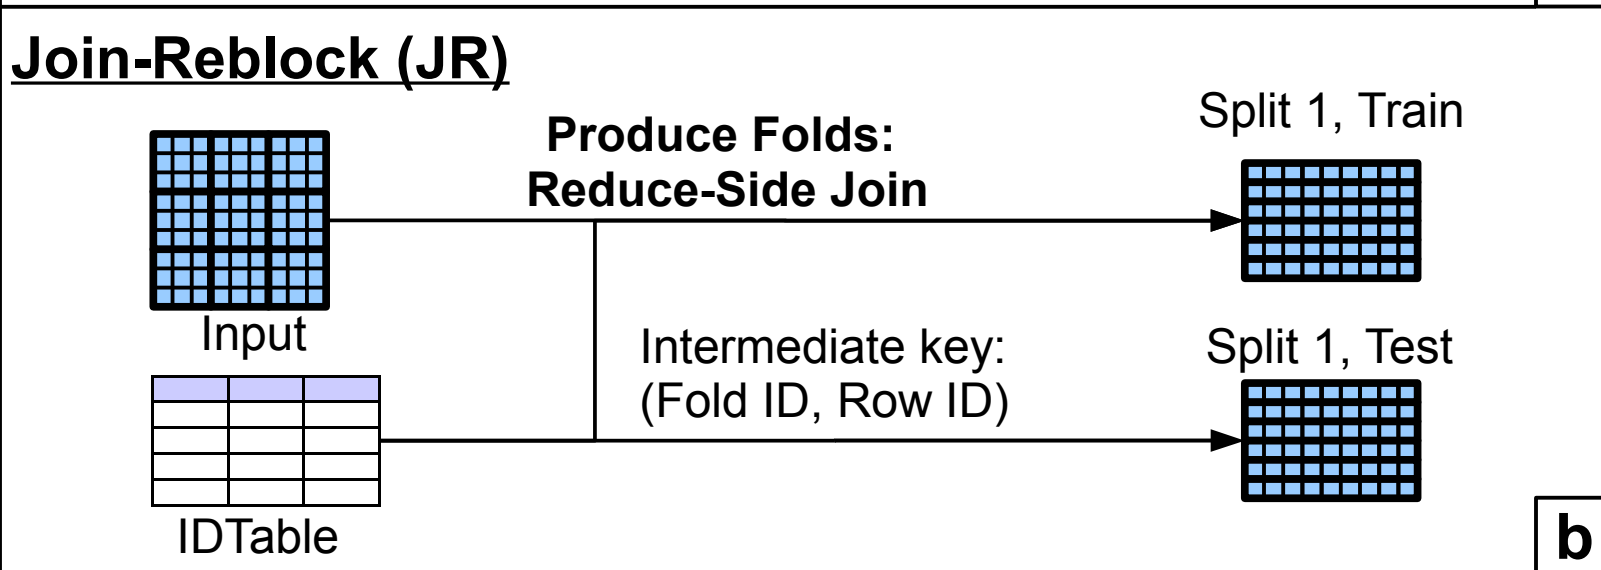 Join-Reblock (JR)
Produce Folds:
Reduce-Side Join
Split 1, Train
Input
Intermediate key:
(Fold ID, Row ID)
Split 1, Test
IDTable
b